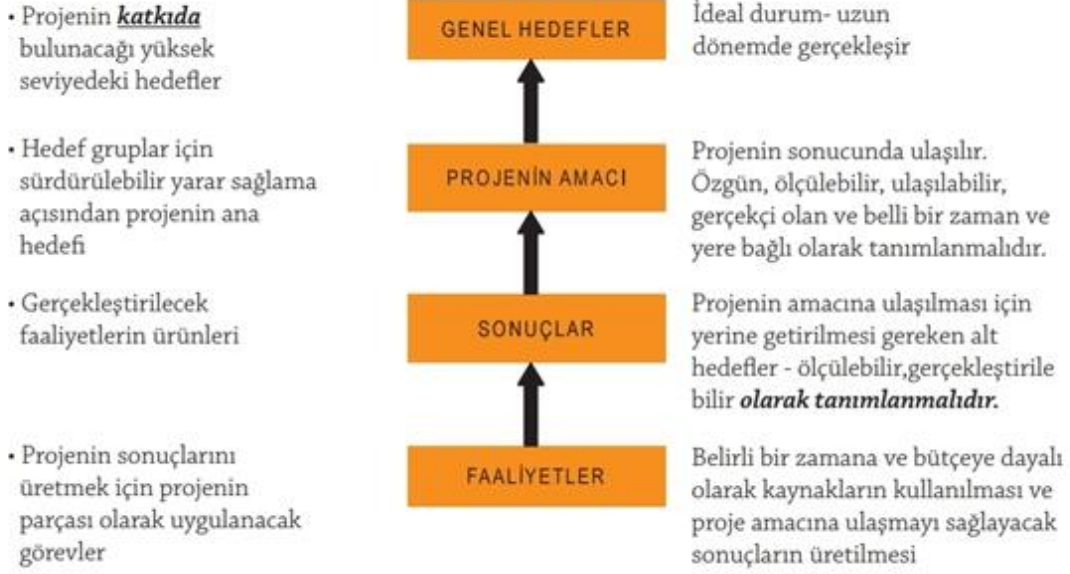 • Projenin katkıda
bulunacağı yüksek
seviyedeki hedefler
GENEL HEDEFLER
İdeal durum- uzun
dönemde gerçekleşir
• Hedef gruplar için
sürdürülebilir yarar sağlama
açısından projenin ana
hedefi
PROJENİN AMACI
Projenin sonucunda ulaşılır.
Özgün, ölçülebilir, ulaşılabilir,
gerçekçi olan ve belli bir zaman ve
yere bağlı olarak tanımlanmalıdır.
• Gerçekleştirilecek
faaliyetlerin ürünleri
SONUÇLAR
Projenin amacına ulaşılması için
yerine getirilmesi gereken alt
hedefler - ölçülebilir,gerçekleştirile
bilir olarak tanımlanmalıdır.
• Projenin sonuçlarını
üretmek için projenin
parçası olarak uygulanacak
görevler
FAALİYETLER
Belirli bir zamana ve bütçeye dayalı
olarak kaynakların kullanılması ve
proje amacına ulaşmayı sağlayacak
sonuçların üretilmesi